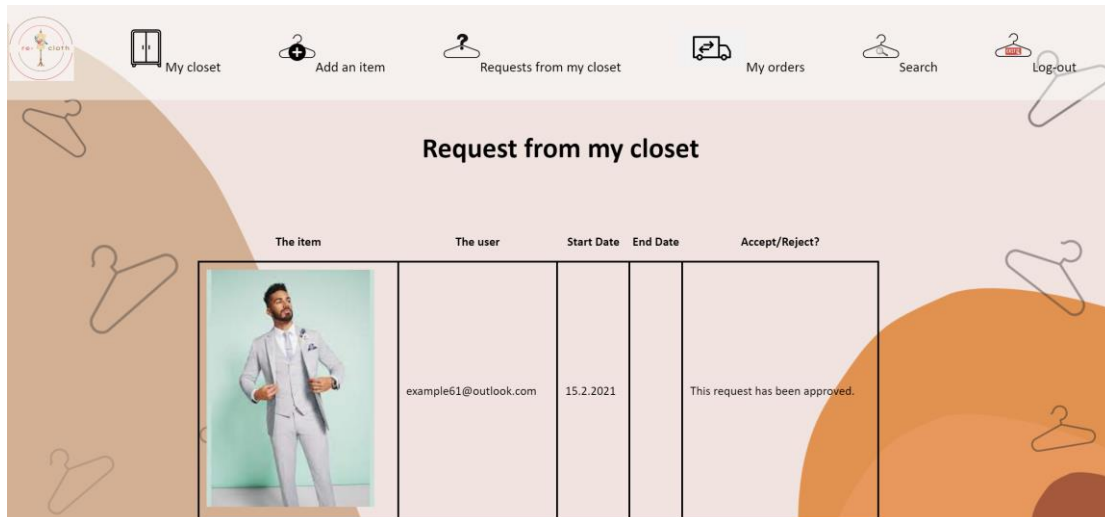 re- cloth
My closet
Add an item
Requests from my closet
My orders
Search
Log-out
Request from my closet
The item The user Start Date End Date Accept/Reject?
example61@outlook.com 15.2.2021 This request has been approved.